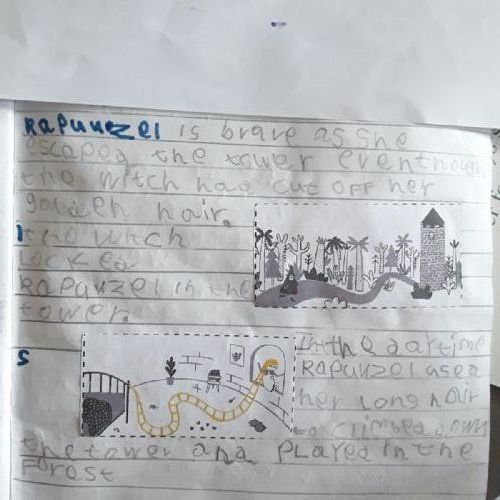 Rapunzel is brave as she
escaped the tower eventhough
the witch had cut off her
golden hair.
the witch
locked
Rapunzel in the
tower.
in the daytime
Rapunzel used
her long hair
to climbed down
the tower and Played in the
Forest